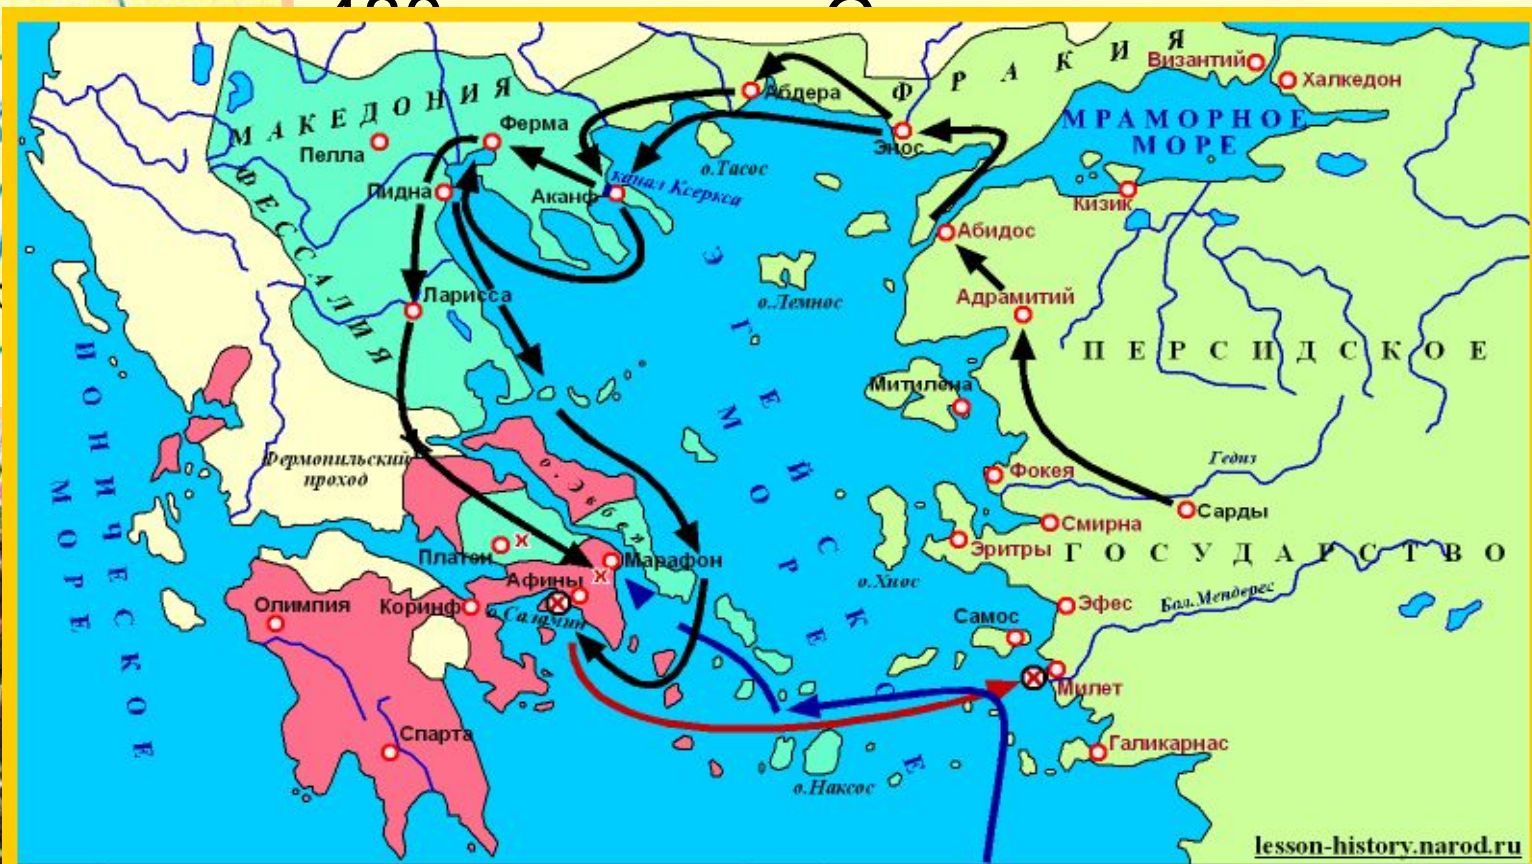 МАКЕДОНИЯ
ФРАКИЯ
Византий
Халкедон
МРАМОРНОЕ
МОРЕ
Абдера
Энос
Ферма
Пелла
о.Тасос
канал Ксеркса
Пидна
Аканф
Кизик
Абидос
ФЕССАЛИЯ
Ларисса
о.Лемнос
Адрамитий
ПЕРСИДСКОЕ
ГОСУДАРСТВО
ЭГЕЙСКОЕ
МОРЕ
ИОНИЧЕСКОЕ
МОРЕ
Митилена
Фермопильский
проход
о.Эвбея
Фокея
Гедиз
Сарды
Смирна
Эритры
о.Хиос
Платеи
Марафон
Афины
Олимпия
Коринф
о.Саламин
Самос
Эфес
Бол.Мендерес
Милет
Спарта
Галикарнас
о.Наксос
lesson-history.narod.ru